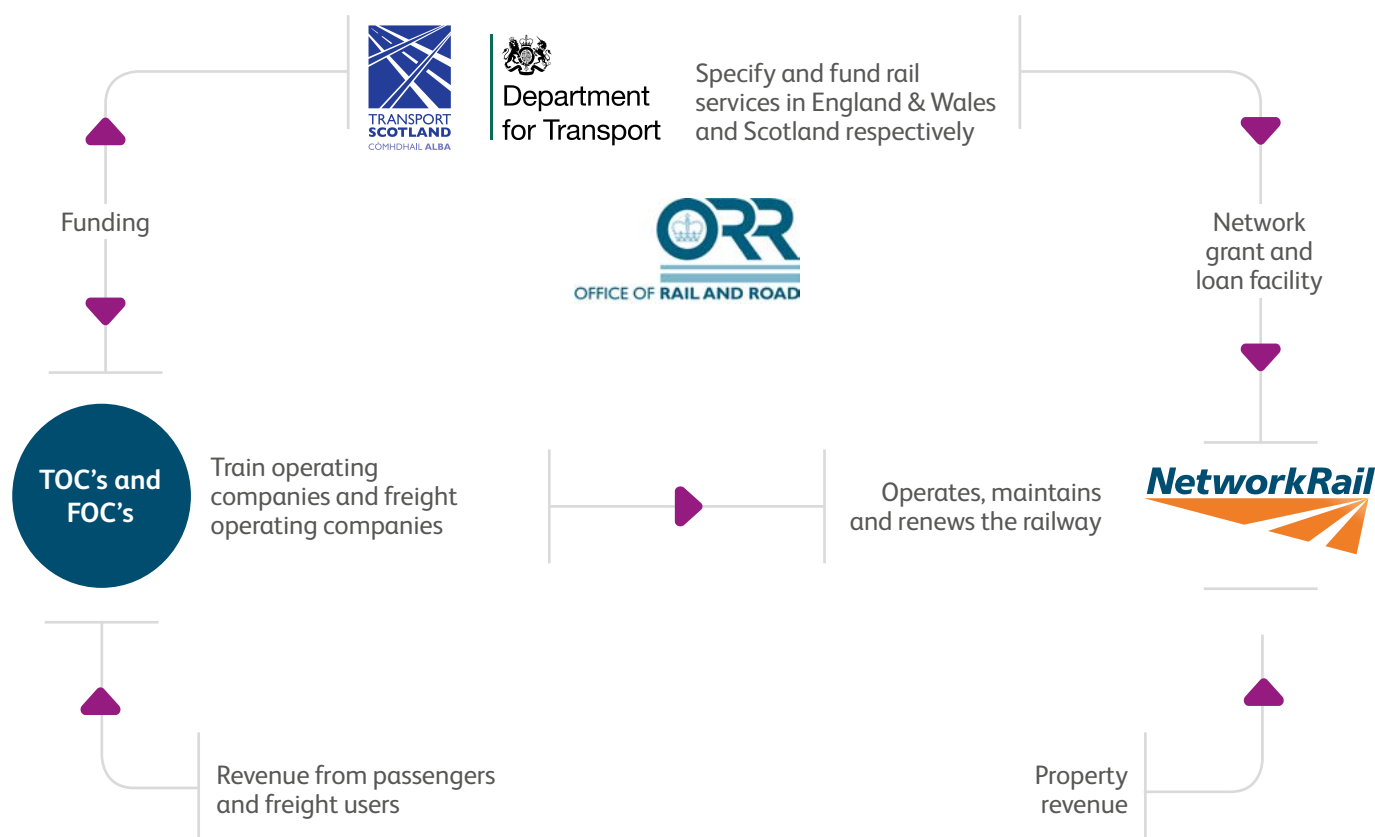 TRANSPORT
SCOTLAND
CÒMHDHAIL ALBA
Department
for Transport
Specify and fund rail
services in England & Wales
and Scotland respectively
Funding
ORR
OFFICE OF RAIL AND ROAD
Network
grant and
loan facility
TOC’s and
FOC’s
Train operating
companies and freight
operating companies
Operates, maintains
and renews the railway
NetworkRail
Revenue from passengers
and freight users
Property
revenue